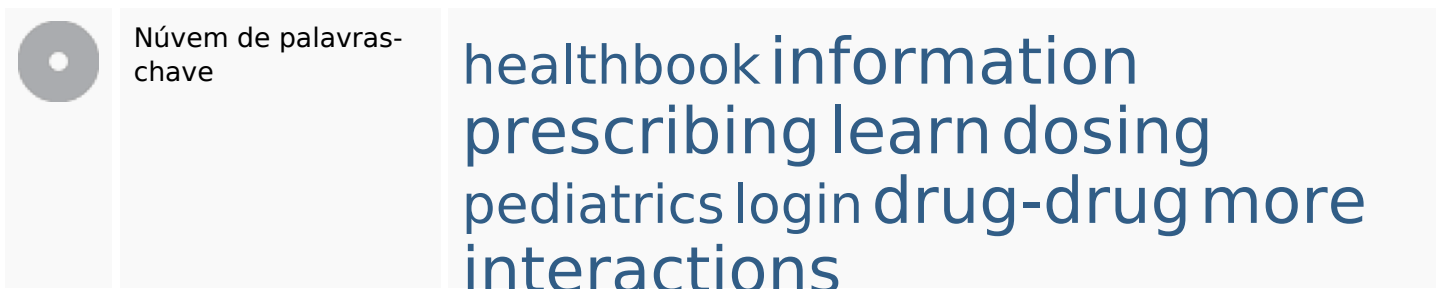 Núvem de palavras-
chave
healthbook information
prescribing learn dosing
pediatrics login drug-drug more
interactions